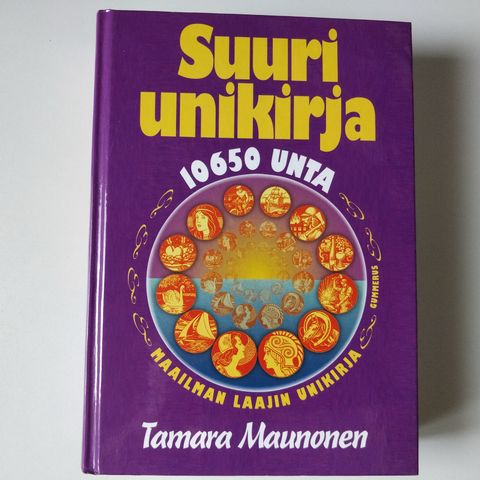 Suuri
unikirja
10650 UNTA
GUMMERUS
MAAILMAN LAAJIN UNIKIRJA
Tamara Maunonen